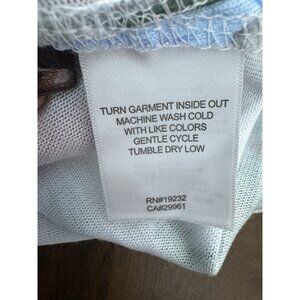 TURN GARMENT INSIDE OUT
MACHINE WASH COLD
WITH LIKE COLORS
GENTLE CYCLE
TUMBLE DRY LOW
RN#19232
CA#29961